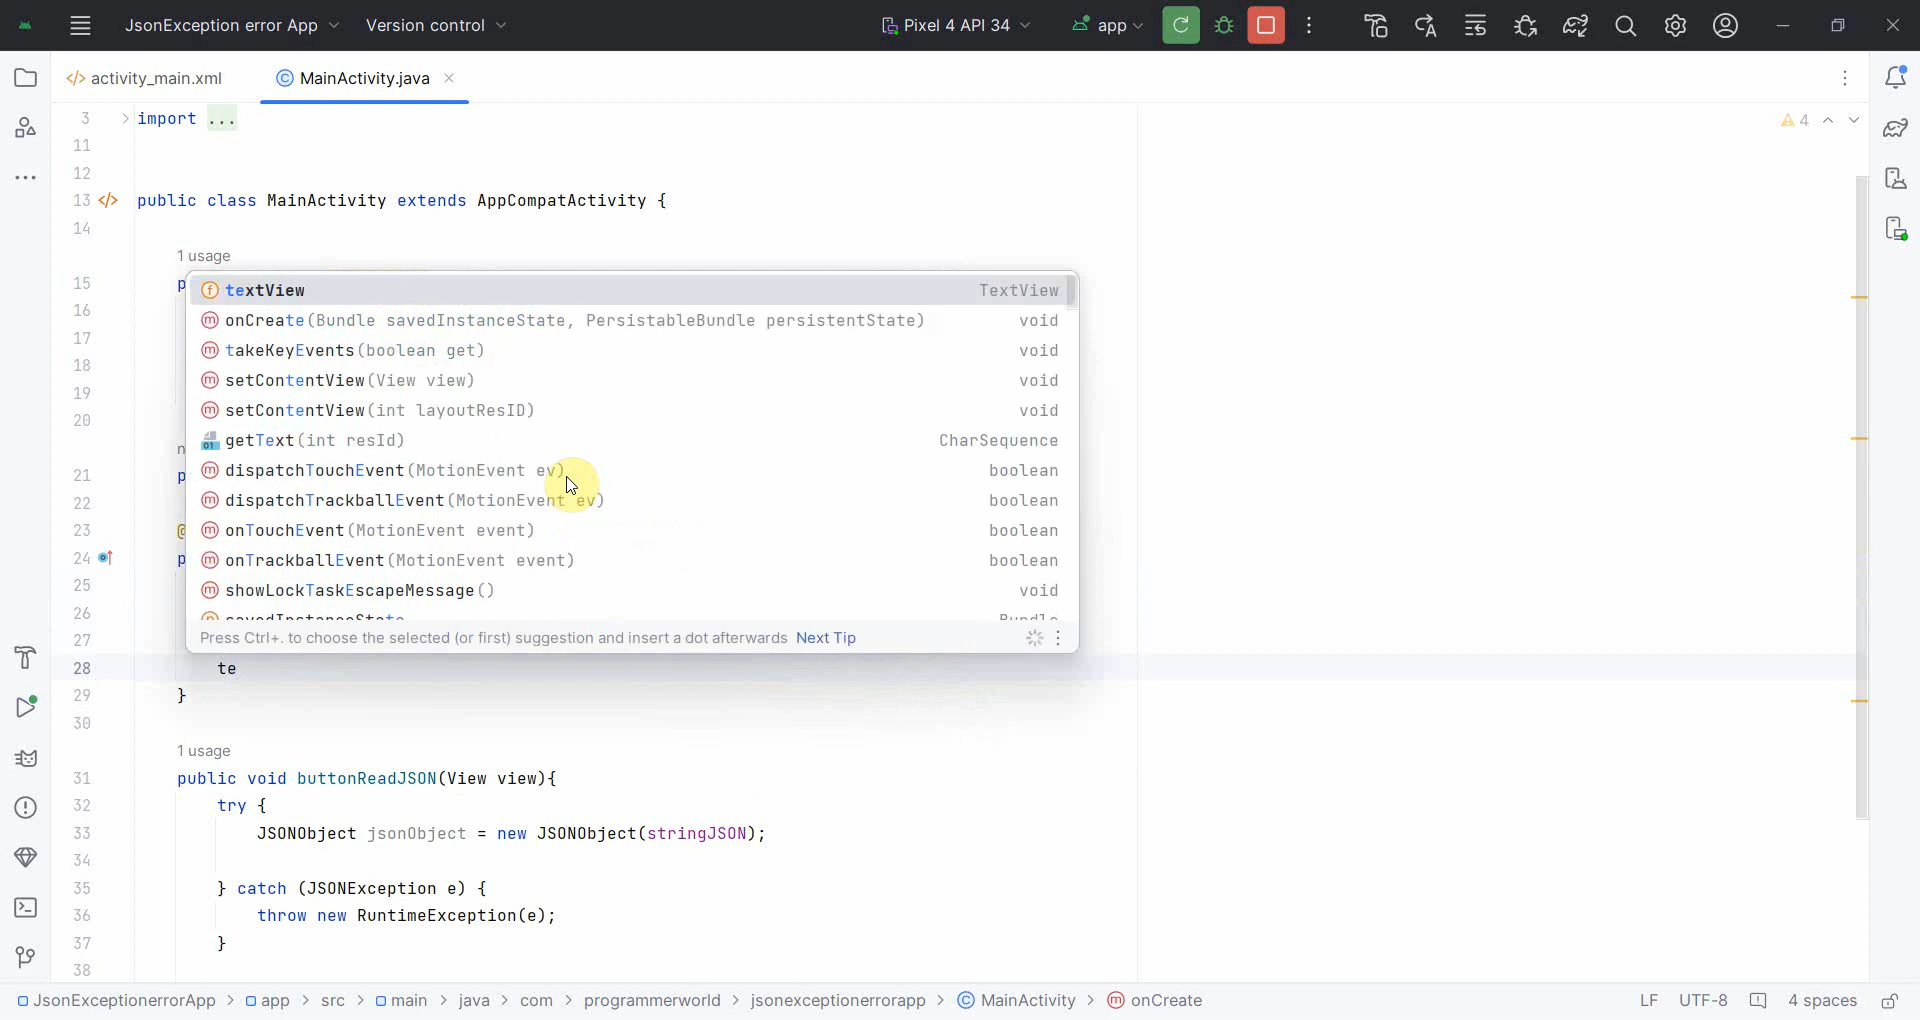 JsonException error App
Version control
Pixel 4 API 34
app
</> activity_main.xml
MainActivity.java
3 import ...
4
11
12
13 </> public class MainActivity extends AppCompatActivity {
14
1 usage
15 p
16
17
18
19
20
n
21 p
22
23 @
24 p
25
26
27
28 te
29 }
30
textView TextView
onCreate(Bundle savedInstanceState, PersistableBundle persistentState) void
takeKeyEvents(boolean get) void
setContentView(View view) void
setContentView(int layoutResID) void
getText(int resId) CharSequence
dispatchTouchEvent(MotionEvent ev) boolean
dispatchTrackballEvent(MotionEvent ev) boolean
onTouchEvent(MotionEvent event) boolean
onTrackballEvent(MotionEvent event) boolean
showLockTaskEscapeMessage() void
savedInstanceState Bundle
Press Ctrl+. to choose the selected (or first) suggestion and insert a dot afterwards Next Tip
1 usage
31 public void buttonReadJSON(View view){
32 try {
33 JSONObject jsonObject = new JSONObject(stringJSON);
34
35 } catch (JSONException e) {
36 throw new RuntimeException(e);
37 }
38
JsonExceptionerrorApp > app > src > main > java > com > programmerworld > jsonexceptionerrorapp > MainActivity > onCreate
LF UTF-8 4 spaces